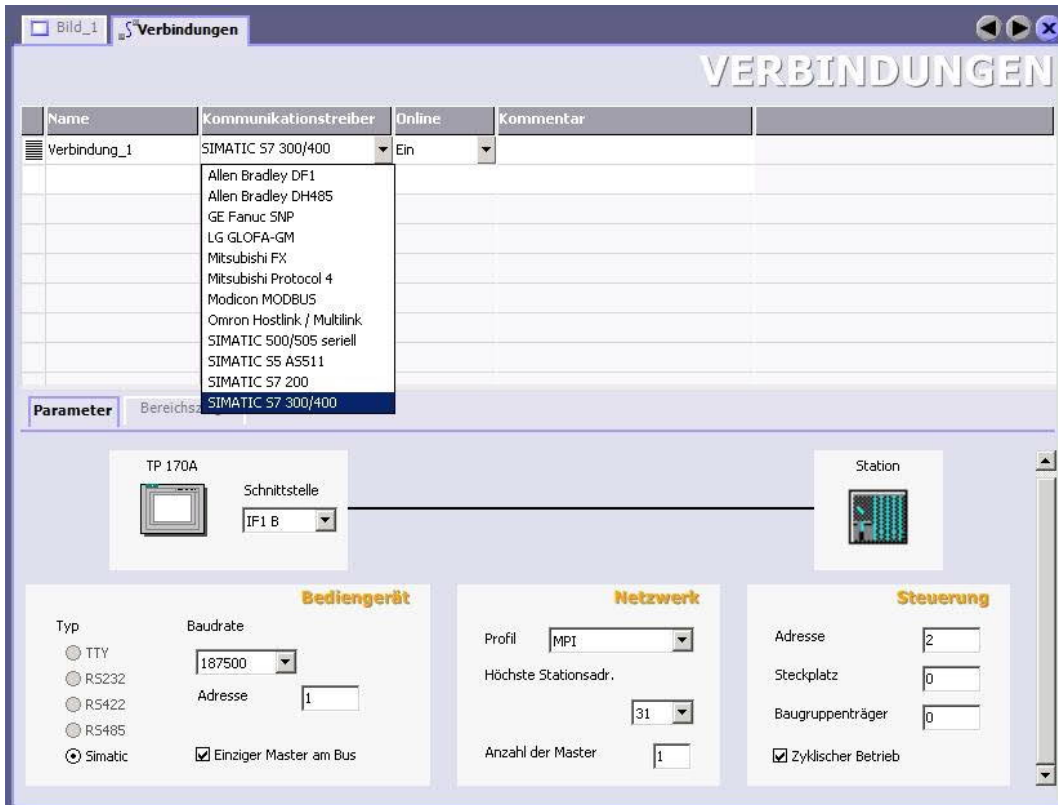 Bild_1
Verbindungen
VERBINDUNGEN
Name Kommunikationstreiber Online Kommentar
Verbindung_1 SIMATIC S7 300/400 Ein
Allen Bradley DF1
Allen Bradley DH485
GE Fanuc SNP
LG GLOFA-GM
Mitsubishi FX
Mitsubishi Protocol 4
Modicon MODBUS
Omron Hostlink / Multilink
SIMATIC 500/505 seriell
SIMATIC S5 AS511
SIMATIC S7 200
SIMATIC S7 300/400
Parameter
TP 170A
Schnittstelle
IF1 B
Station
Bediengerät
Typ
TTY
RS232
RS422
RS485
Simatic
Baudrate
187500
Adresse 1
Einziger Master am Bus
Netzwerk
Profil MPI
Höchste Stationsadr.
31
Anzahl der Master 1
Steuerung
Adresse 2
Steckplatz 0
Baugruppenträger 0
Zyklischer Betrieb